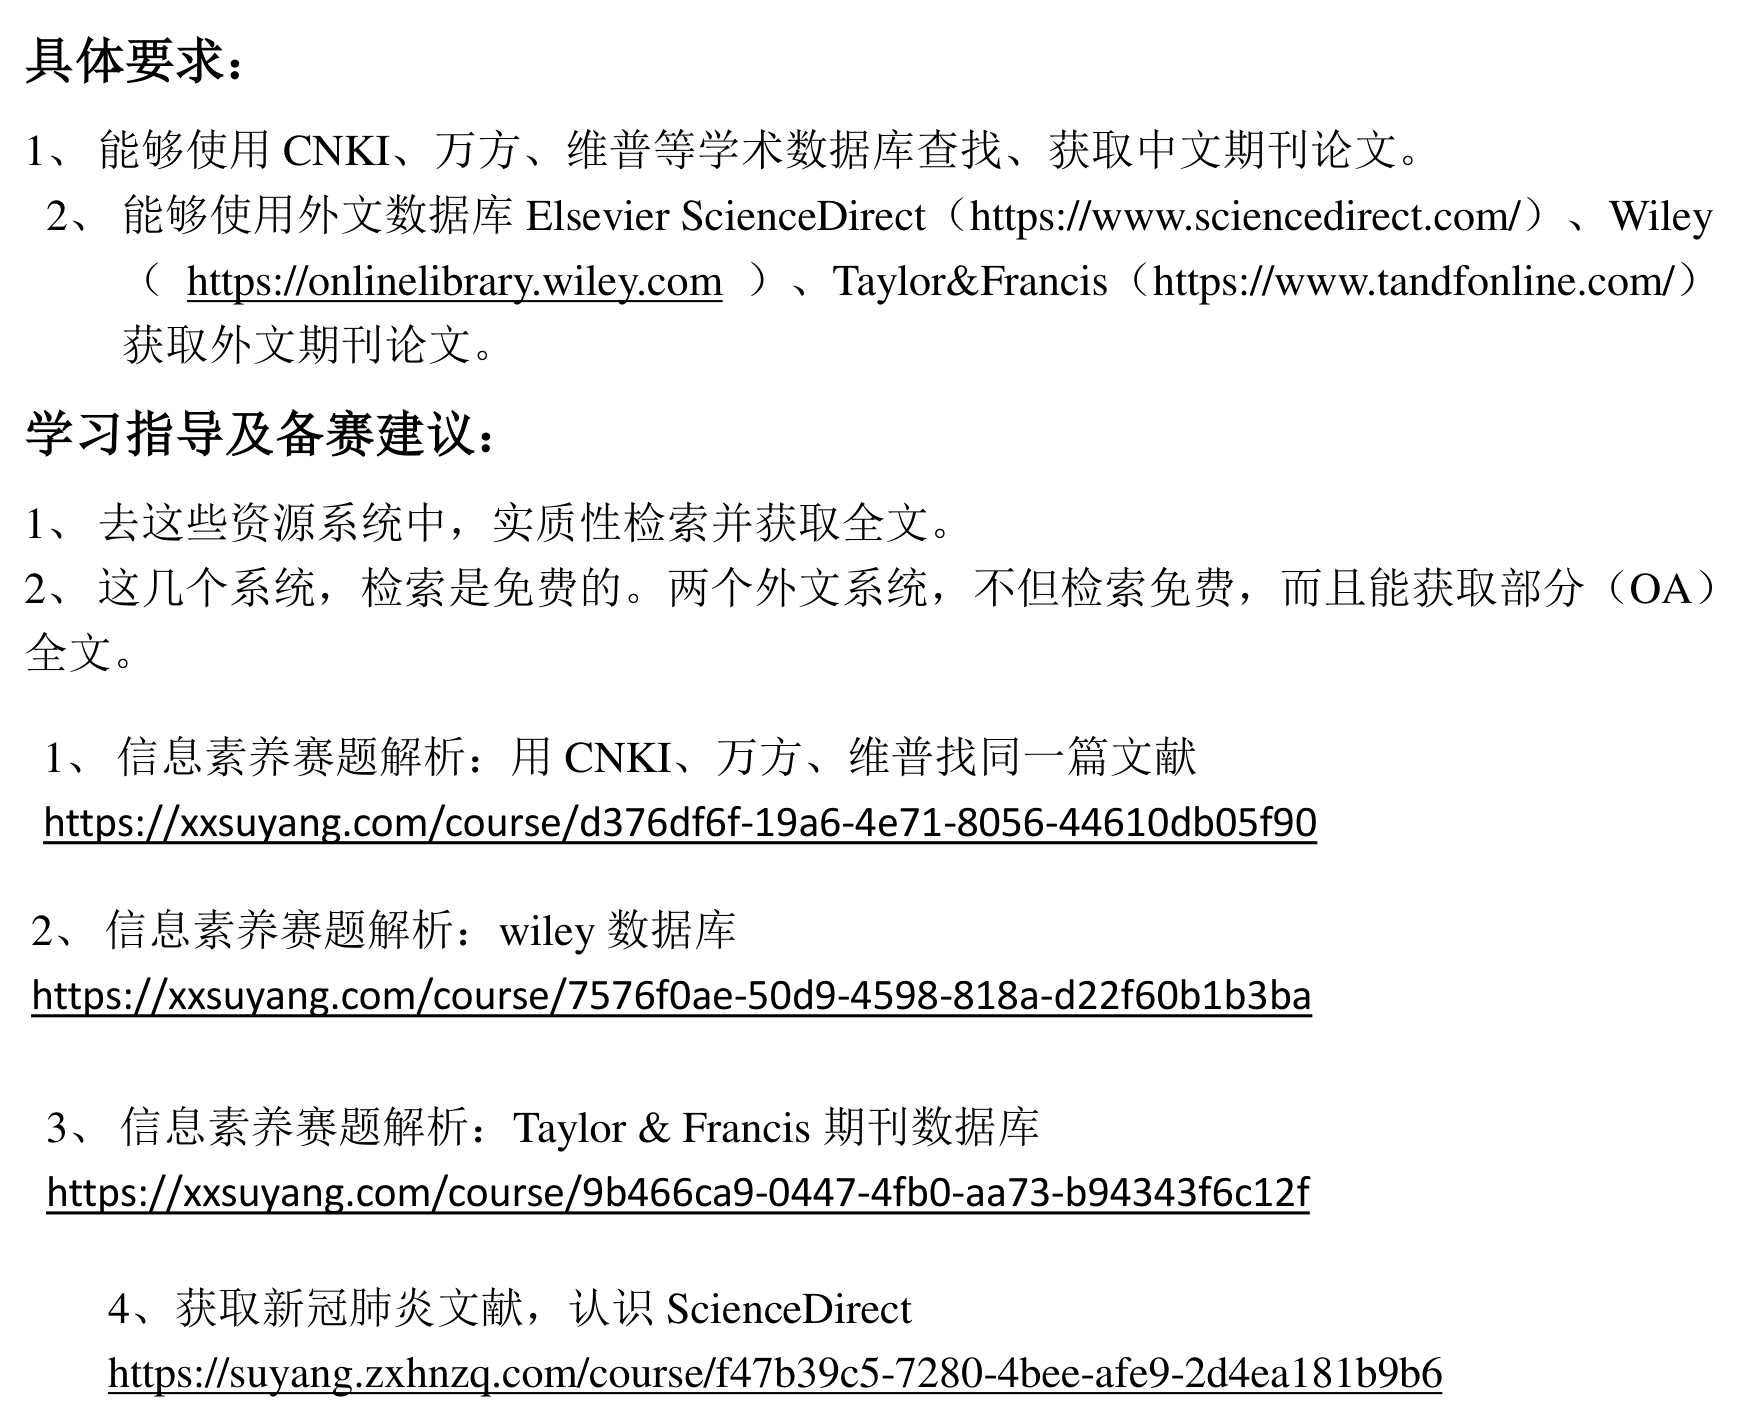 具体要求：
1、 能够使用 CNKI、万方、维普等学术数据库查找、获取中文期刊论文。
2、 能够使用外文数据库 Elsevier ScienceDirect（https://www.sciencedirect.com/）、Wiley
（ https://onlinelibrary.wiley.com ）、Taylor&Francis（https://www.tandfonline.com/）
获取外文期刊论文。
学习指导及备赛建议：
1、 去这些资源系统中，实质性检索并获取全文。
2、 这几个系统，检索是免费的。两个外文系统，不但检索免费，而且能获取部分（OA）
全文。
1、 信息素养赛题解析：用 CNKI、万方、维普找同一篇文献
https://xxsuyang.com/course/d376df6f-19a6-4e71-8056-44610db05f90
2、 信息素养赛题解析：wiley 数据库
https://xxsuyang.com/course/7576f0ae-50d9-4598-818a-d22f60b1b3ba
3、 信息素养赛题解析：Taylor & Francis 期刊数据库
https://xxsuyang.com/course/9b466ca9-0447-4fb0-aa73-b94343f6c12f
4、获取新冠肺炎文献，认识 ScienceDirect
https://suyang.zxhnzq.com/course/f47b39c5-7280-4bee-afe9-2d4ea181b9b6